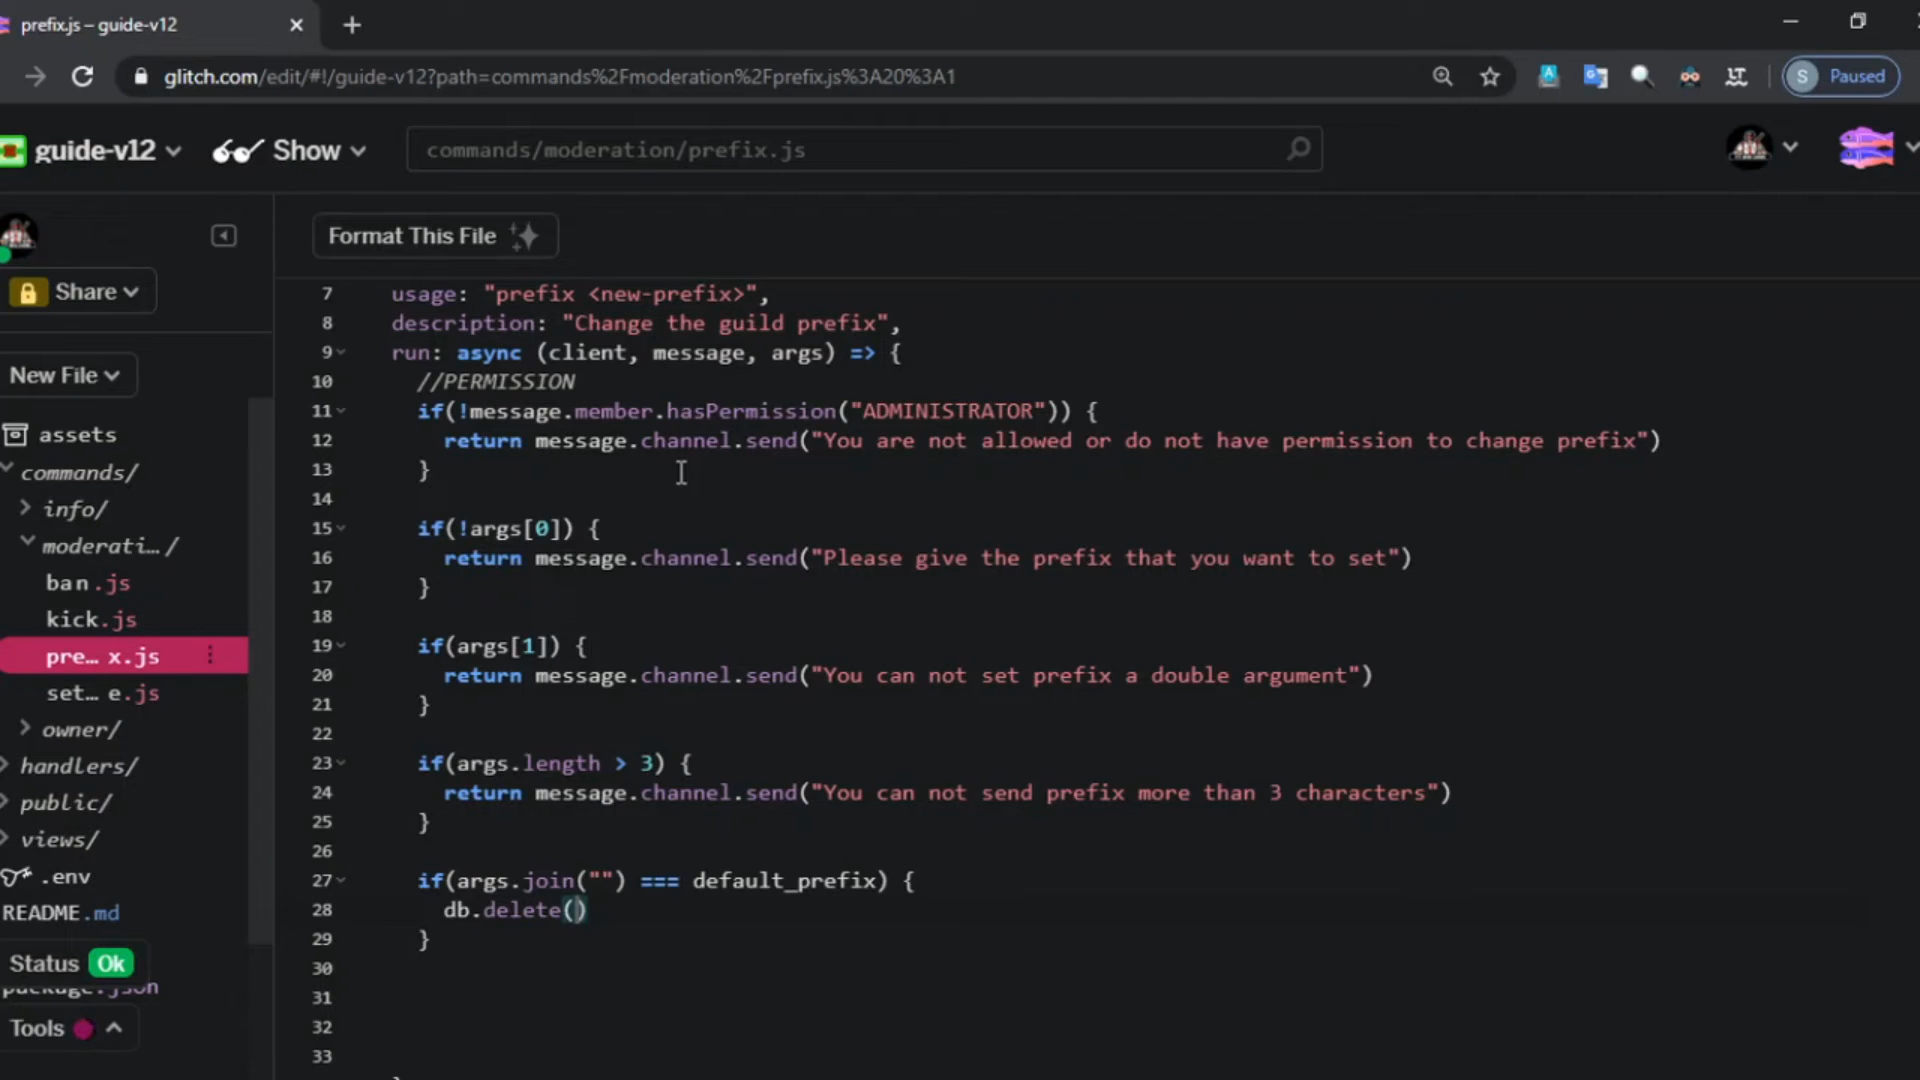 prefix.js – guide-v12
glitch.com/edit/#!/guide-v12?path=commands%2Fmoderation%2Fprefix.js%3A20%3A1
S Paused
guide-v12 Show commands/moderation/prefix.js
Format This File
Share
New File
assets
commands/
info/
moderati… /
ban.js
kick.js
pre… x.js
set… e.js
owner/
handlers/
public/
views/
.env
README.md
package.json
Status Ok
Tools
7 usage: "prefix <new-prefix>",
8 description: "Change the guild prefix",
9 run: async (client, message, args) => {
10 //PERMISSION
11 if(!message.member.hasPermission("ADMINISTRATOR")) {
12 return message.channel.send("You are not allowed or do not have permission to change prefix")
13 }
14
15 if(!args[0]) {
16 return message.channel.send("Please give the prefix that you want to set")
17 }
18
19 if(args[1]) {
20 return message.channel.send("You can not set prefix a double argument")
21 }
22
23 if(args.length > 3) {
24 return message.channel.send("You can not send prefix more than 3 characters")
25 }
26
27 if(args.join("") === default_prefix) {
28 db.delete()
29 }
30
31
32
33